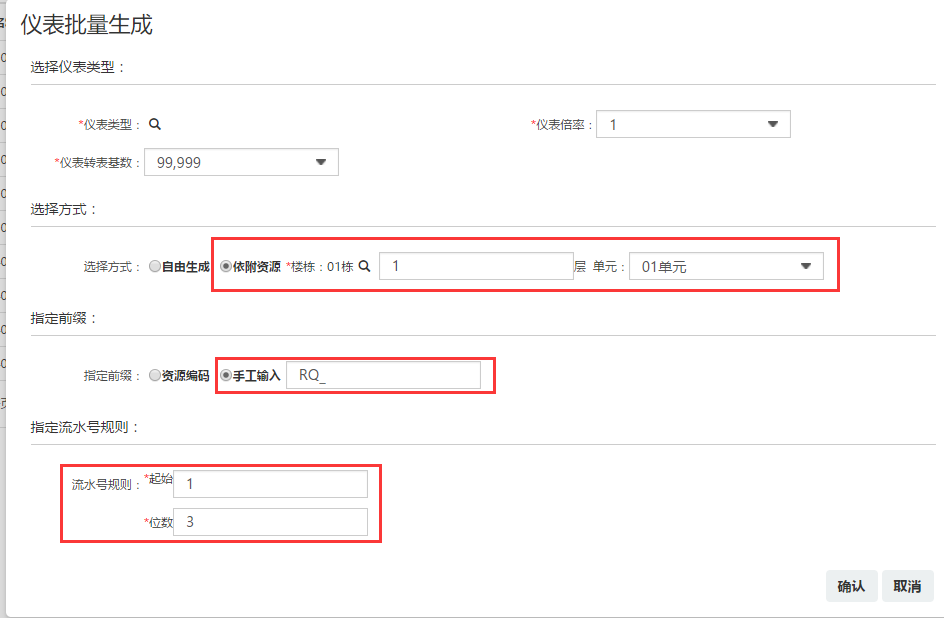 仪表批量生成
选择仪表类型：
*仪表类型： *仪表倍率： 1
*仪表转表基数： 99,999
选择方式：
选择方式： 自由生成 依附资源 *楼栋：01栋 1 层 单元： 01单元
指定前缀：
指定前缀： 资源编码 手工输入 RQ_
指定流水号规则：
流水号规则： *起始 1
*位数 3
确认 取消